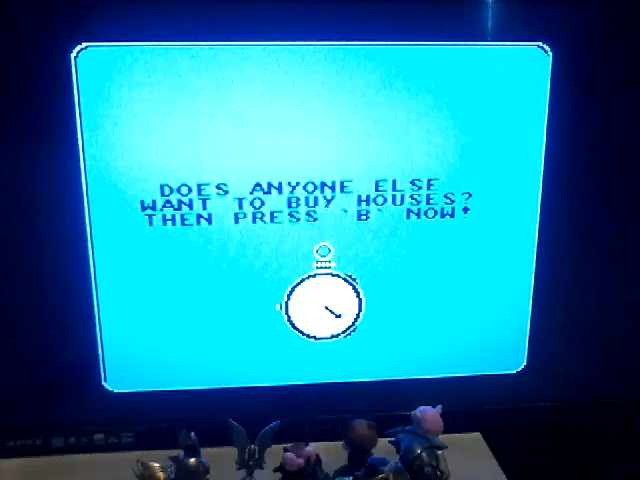 DOES ANYONE ELSE
WANT TO BUY HOUSES?
THEN PRESS `B` NOW!